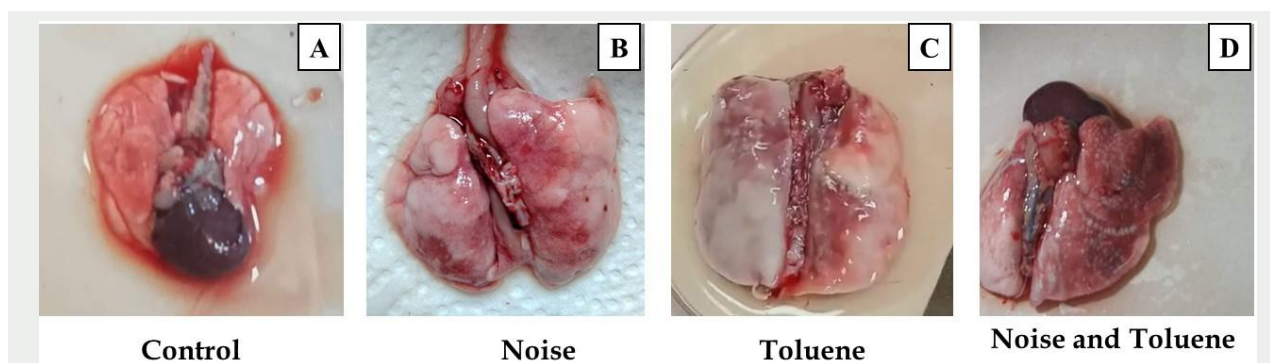 A
B
C
D
Control
Noise
Toluene
Noise and Toluene